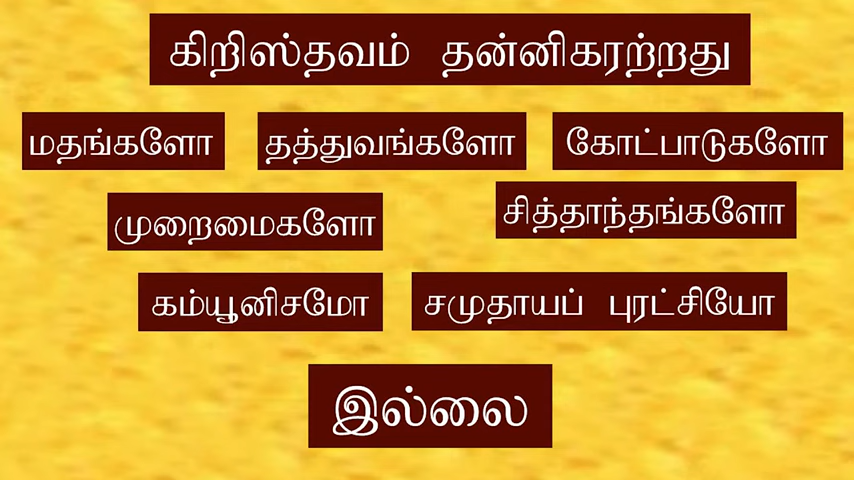 கிறிஸ்தவம் தன்னிகரற்றது
மதங்களோ தத்துவங்களோ கோட்பாடுகளோ
முறைமைகளோ சித்தாந்தங்களோ
கம்யூனிசமோ சமுதாயப் புரட்சியோ
இல்லை